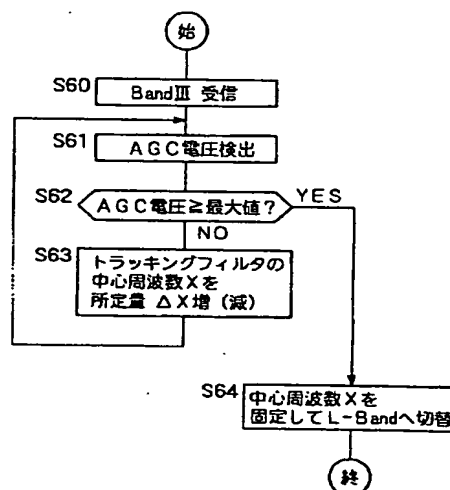 始
S60
BandⅢ 受信
S61
AGC電圧検出
S62
AGC電圧≧最大値?
YES
NO
S63
トラッキングフィルタの
中心周波数Xを
所定量 ΔX増(減)
S64
中心周波数Xを
固定してL-Bandへ切替
終